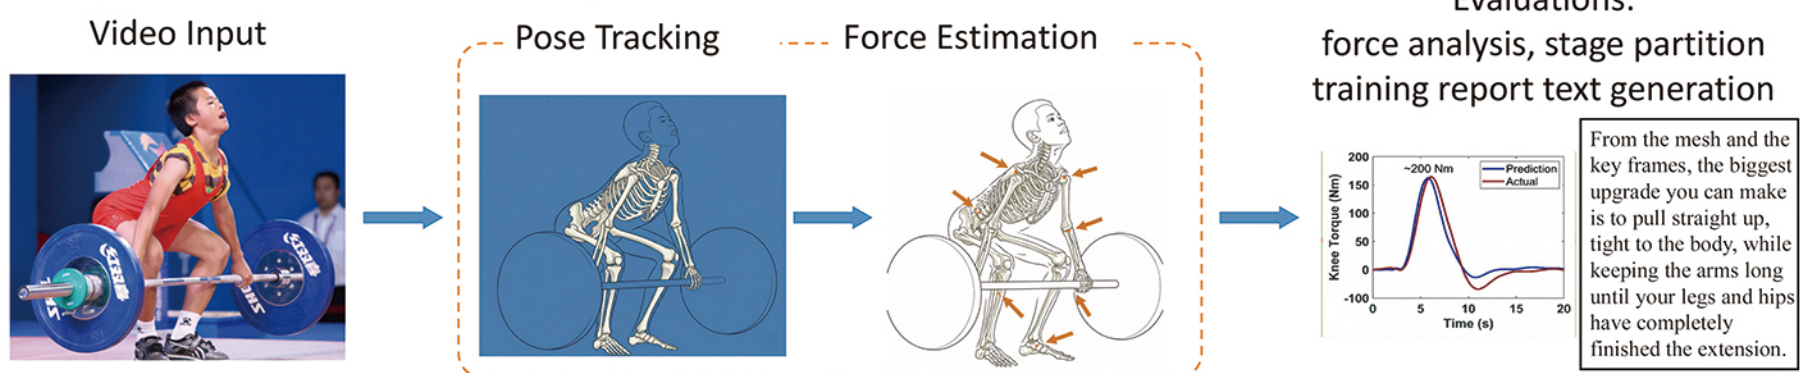 Video Input
Pose Tracking
Force Estimation
Evaluations:
force analysis, stage partition
training report text generation
~200 Nm
Prediction
Actual
Knee Torque (Nm)
200
150
100
50
0
-100
0
5
10
15
20
Time (s)
From the mesh and the
key frames, the biggest
upgrade you can make
is to pull straight up,
tight to the body, while
keeping the arms long
until your legs and hips
have completely
finished the extension.